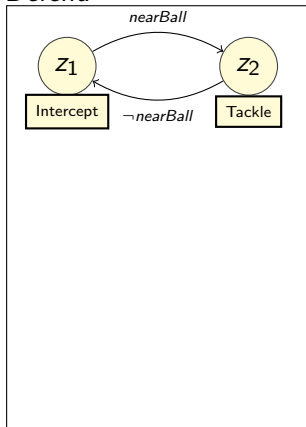 Defend
nearBall
z1
z2
Intercept
Tackle
¬nearBall